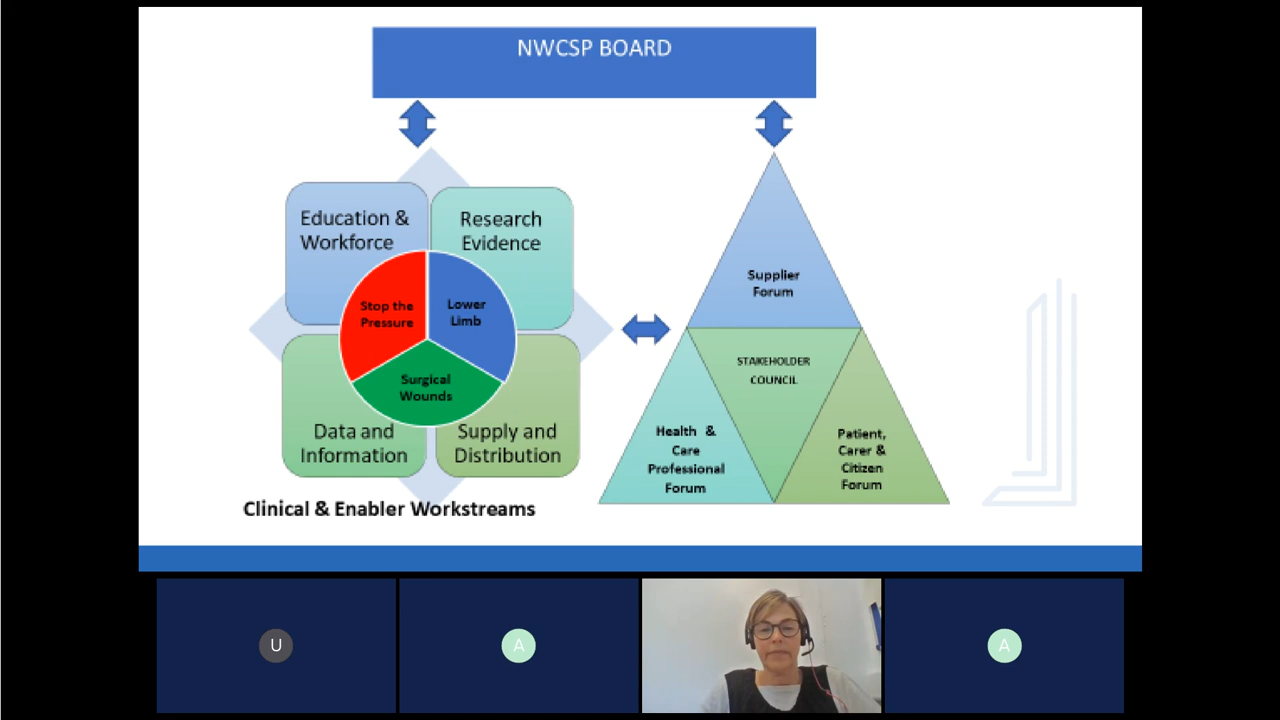 NWCSP BOARD
Education &
Workforce
Research
Evidence
Stop the
Pressure
Lower
Limb
Surgical
Wounds
Data and
Information
Supply and
Distribution
Clinical & Enabler Workstreams
Supplier
Forum
STAKEHOLDER
COUNCIL
Health &
Care
Professional
Forum
Patient,
Carer &
Citizen
Forum
U
A
A